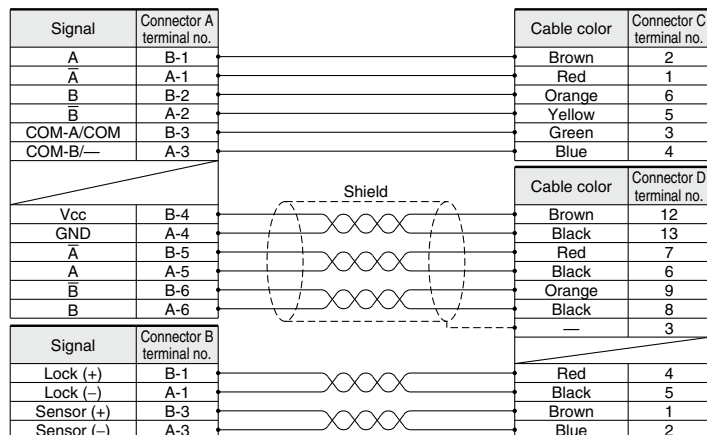 Signal Connector A terminal no. Cable color Connector C terminal no.
A B-1 Brown 2
A̅ A-1 Red 1
B B-2 Orange 6
B̅ A-2 Yellow 5
COM-A/COM B-3 Green 3
COM-B/— A-3 Blue 4
Shield Cable color Connector D terminal no.
Vcc B-4 Brown 12
GND A-4 Black 13
A̅ B-5 Red 7
A A-5 Black 6
B̅ B-6 Orange 9
B A-6 Black 8
— 3
Signal Connector B terminal no.
Lock (+) B-1 Red 4
Lock (−) A-1 Black 5
Sensor (+) B-3 Brown 1
Sensor (−) A-3 Blue 2